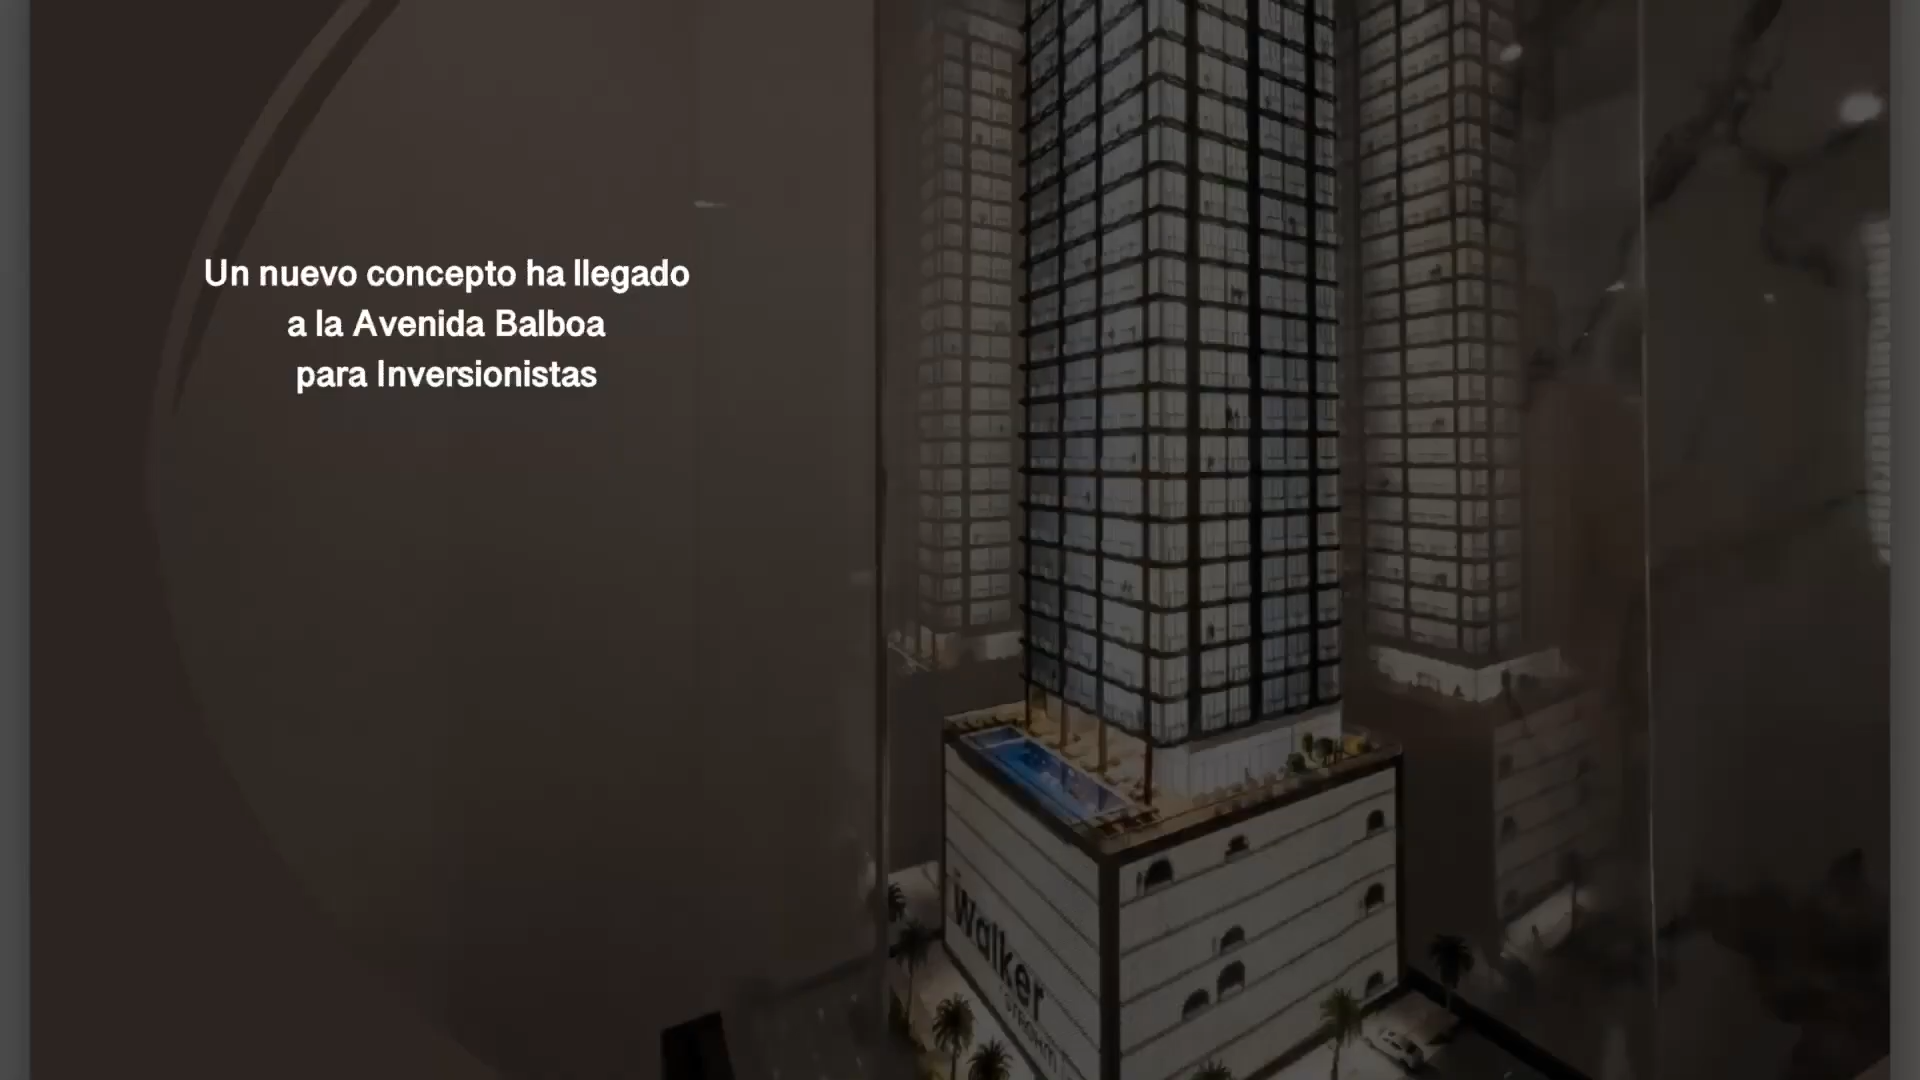 Un nuevo concepto ha llegado
a la Avenida Balboa
para Inversionistas
walker